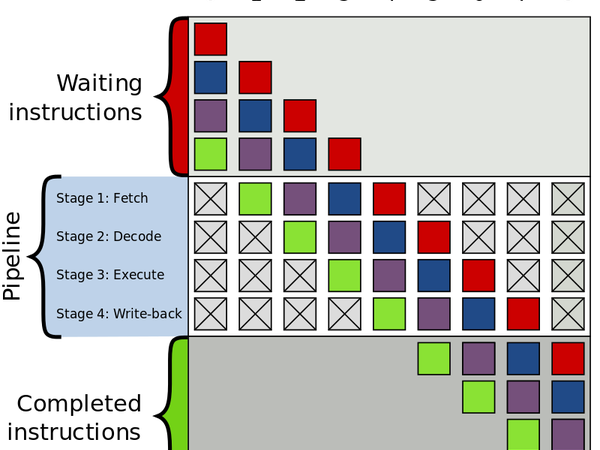 Waiting
instructions
Pipeline
Stage 1: Fetch
Stage 2: Decode
Stage 3: Execute
Stage 4: Write-back
Completed
instructions